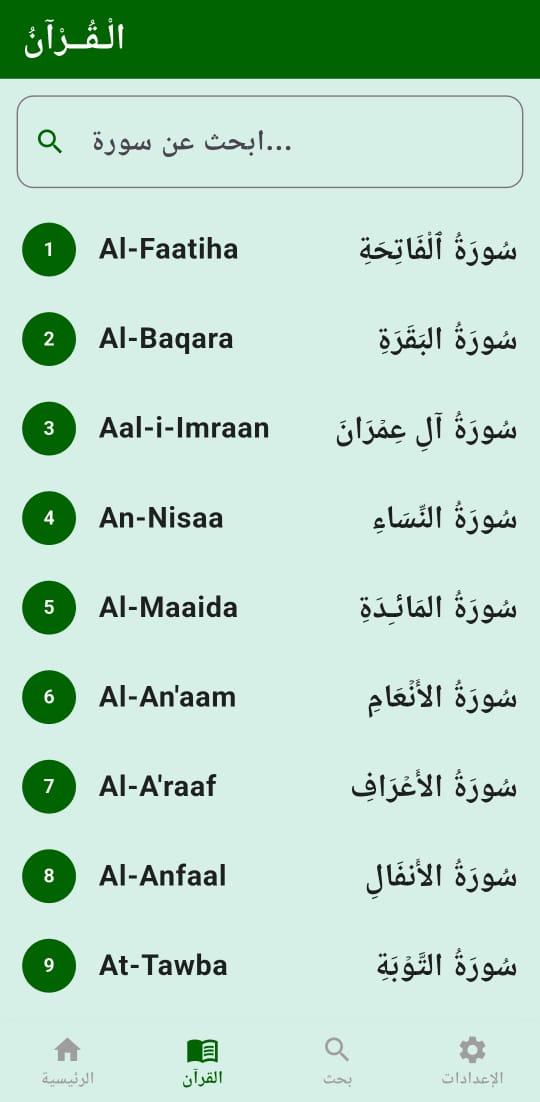 الْـقُـــرْآنُ
ابحث عن سورة...
1 Al-Faatiha سُورَةُ ٱلْفَاتِحَةِ
2 Al-Baqara سُورَةُ البَقَرَةِ
3 Aal-i-Imraan سُورَةُ آلِ عِمۡرَانَ
4 An-Nisaa سُورَةُ النِّسَاءِ
5 Al-Maaida سُورَةُ المَائـِدَةِ
6 Al-An'aam سُورَةُ الأَنۡعَامِ
7 Al-A'raaf سُورَةُ الأَعۡرَافِ
8 Al-Anfaal سُورَةُ الأَنفَالِ
9 At-Tawba سُورَةُ التَّوۡبَةِ
الرئيسية
القرآن
بحث
الإعدادات